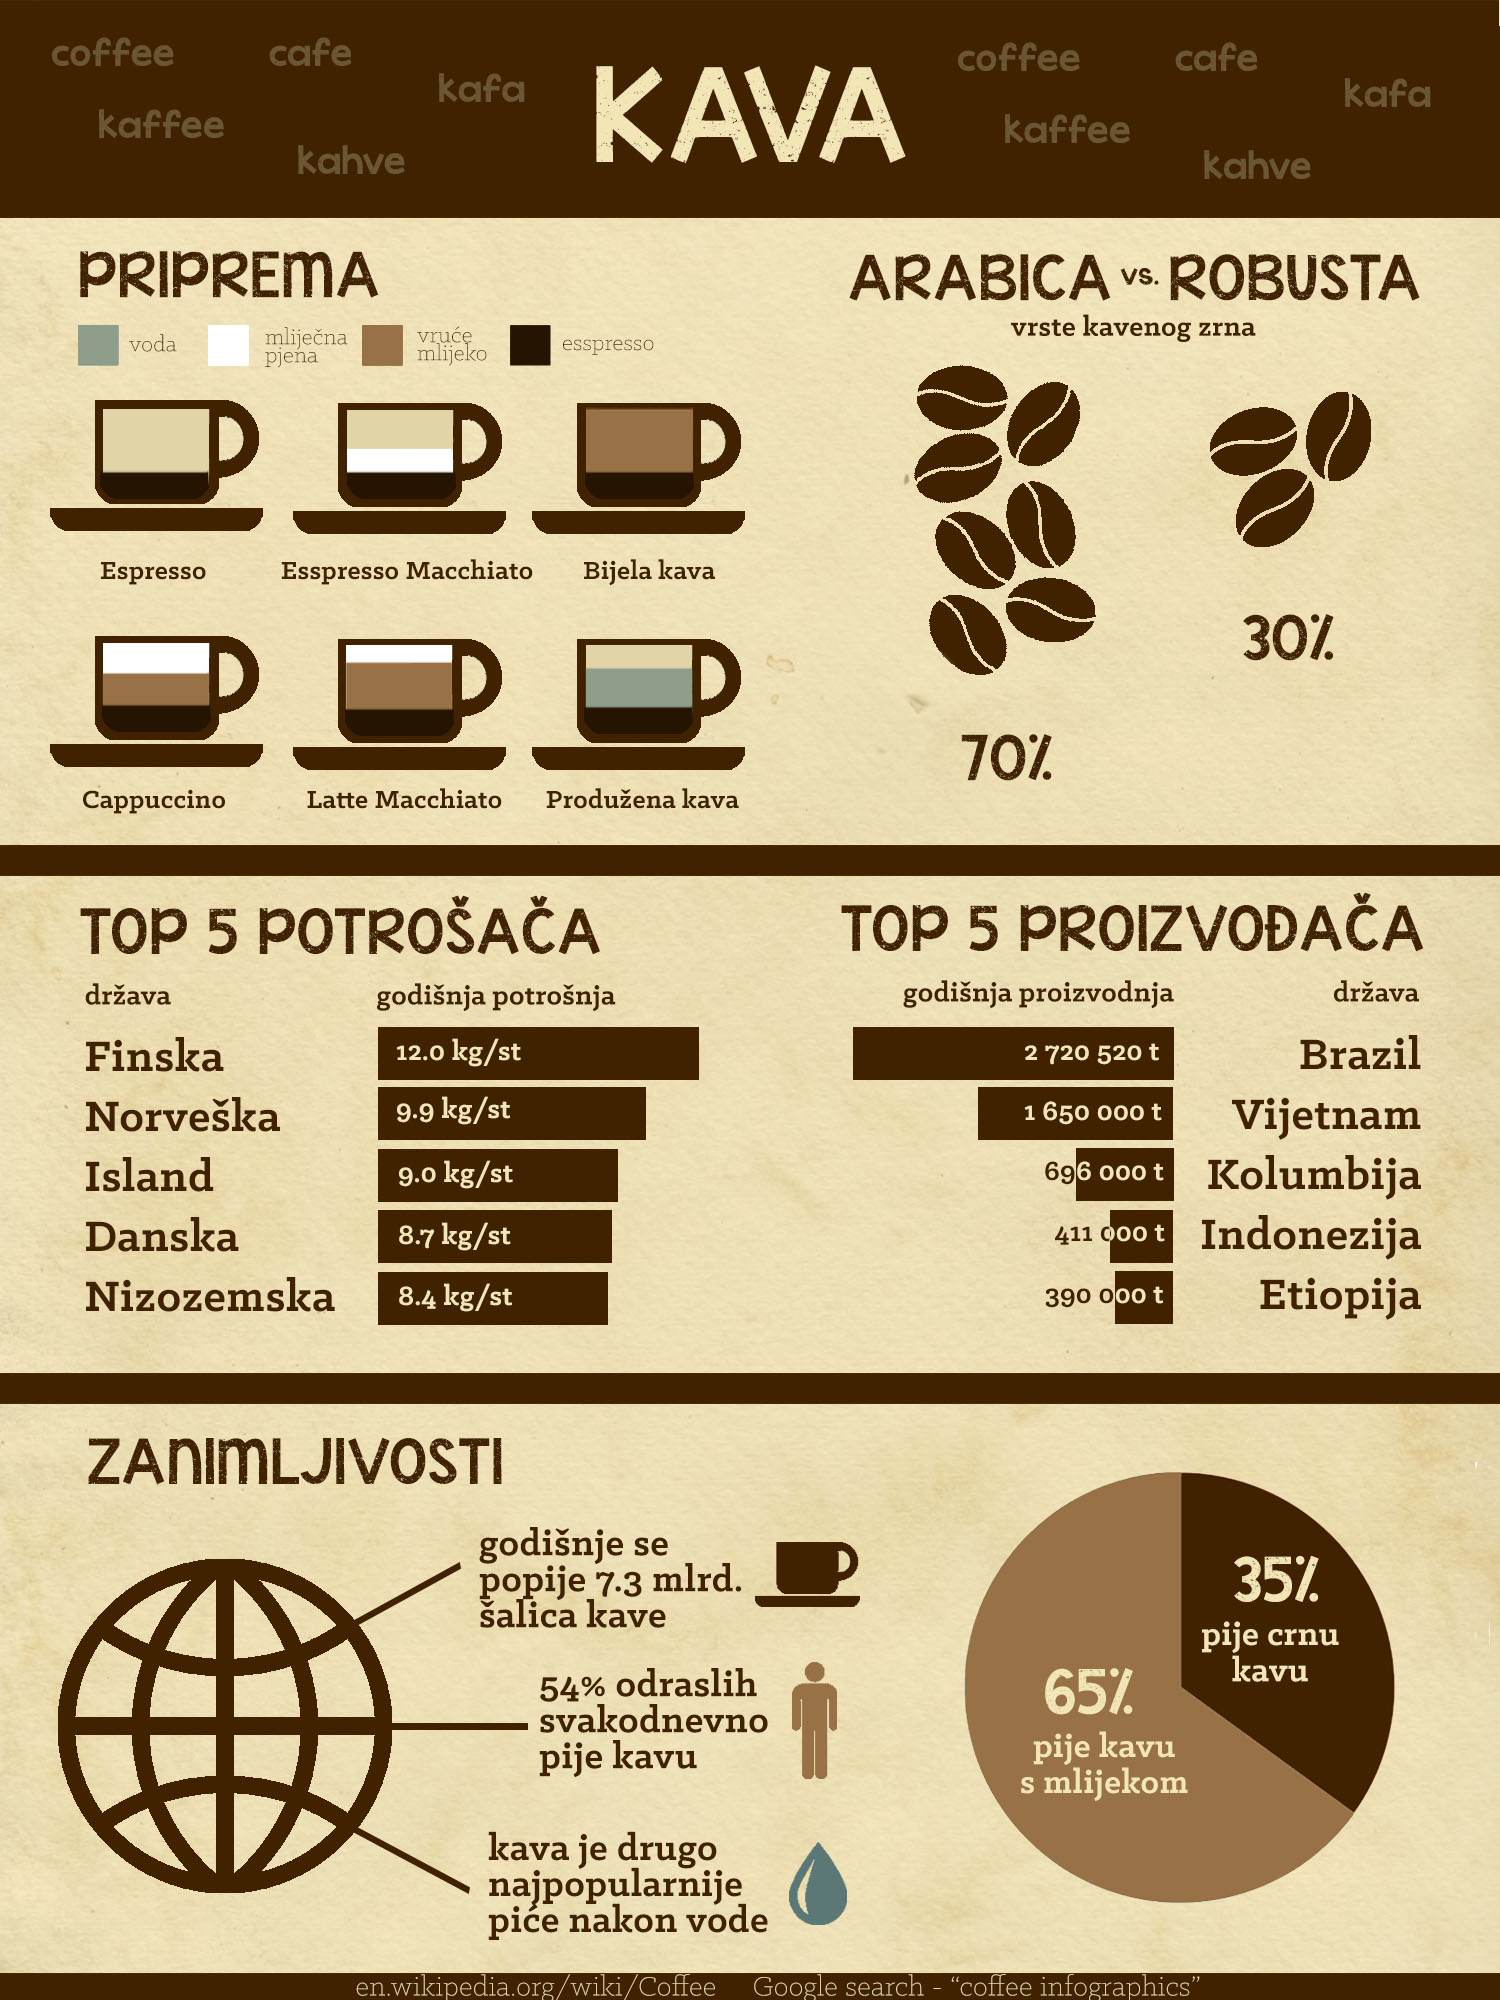 coffee cafe kafa kaffee kahve
KAVA
coffee cafe kafa kaffee kahve
PRIPREMA
voda
mliječna
pjena
vruće
mlijeko
esspresso
Espresso
Esspresso Macchiato
Bijela kava
Cappuccino
Latte Macchiato
Produžena kava
ARABICA vs. ROBUSTA
vrste kavenog zrna
70%
30%
TOP 5 POTROŠAČA
država godišnja potrošnja
Finska 12.0 kg/st
Norveška 9.9 kg/st
Island 9.0 kg/st
Danska 8.7 kg/st
Nizozemska 8.4 kg/st
TOP 5 PROIZVOĐAČA
godišnja proizvodnja država
2 720 520 t Brazil
1 650 000 t Vijetnam
696 000 t Kolumbija
411 000 t Indonezija
390 000 t Etiopija
ZANIMLJIVOSTI
godišnje se
popije 7.3 mlrd.
šalica kave
54% odraslih
svakodnevno
pije kavu
kava je drugo
najpopularnije
piće nakon vode
35%
pije crnu
kavu
65%
pije kavu
s mlijekom
en.wikipedia.org/wiki/Coffee Google search - “coffee infographics”